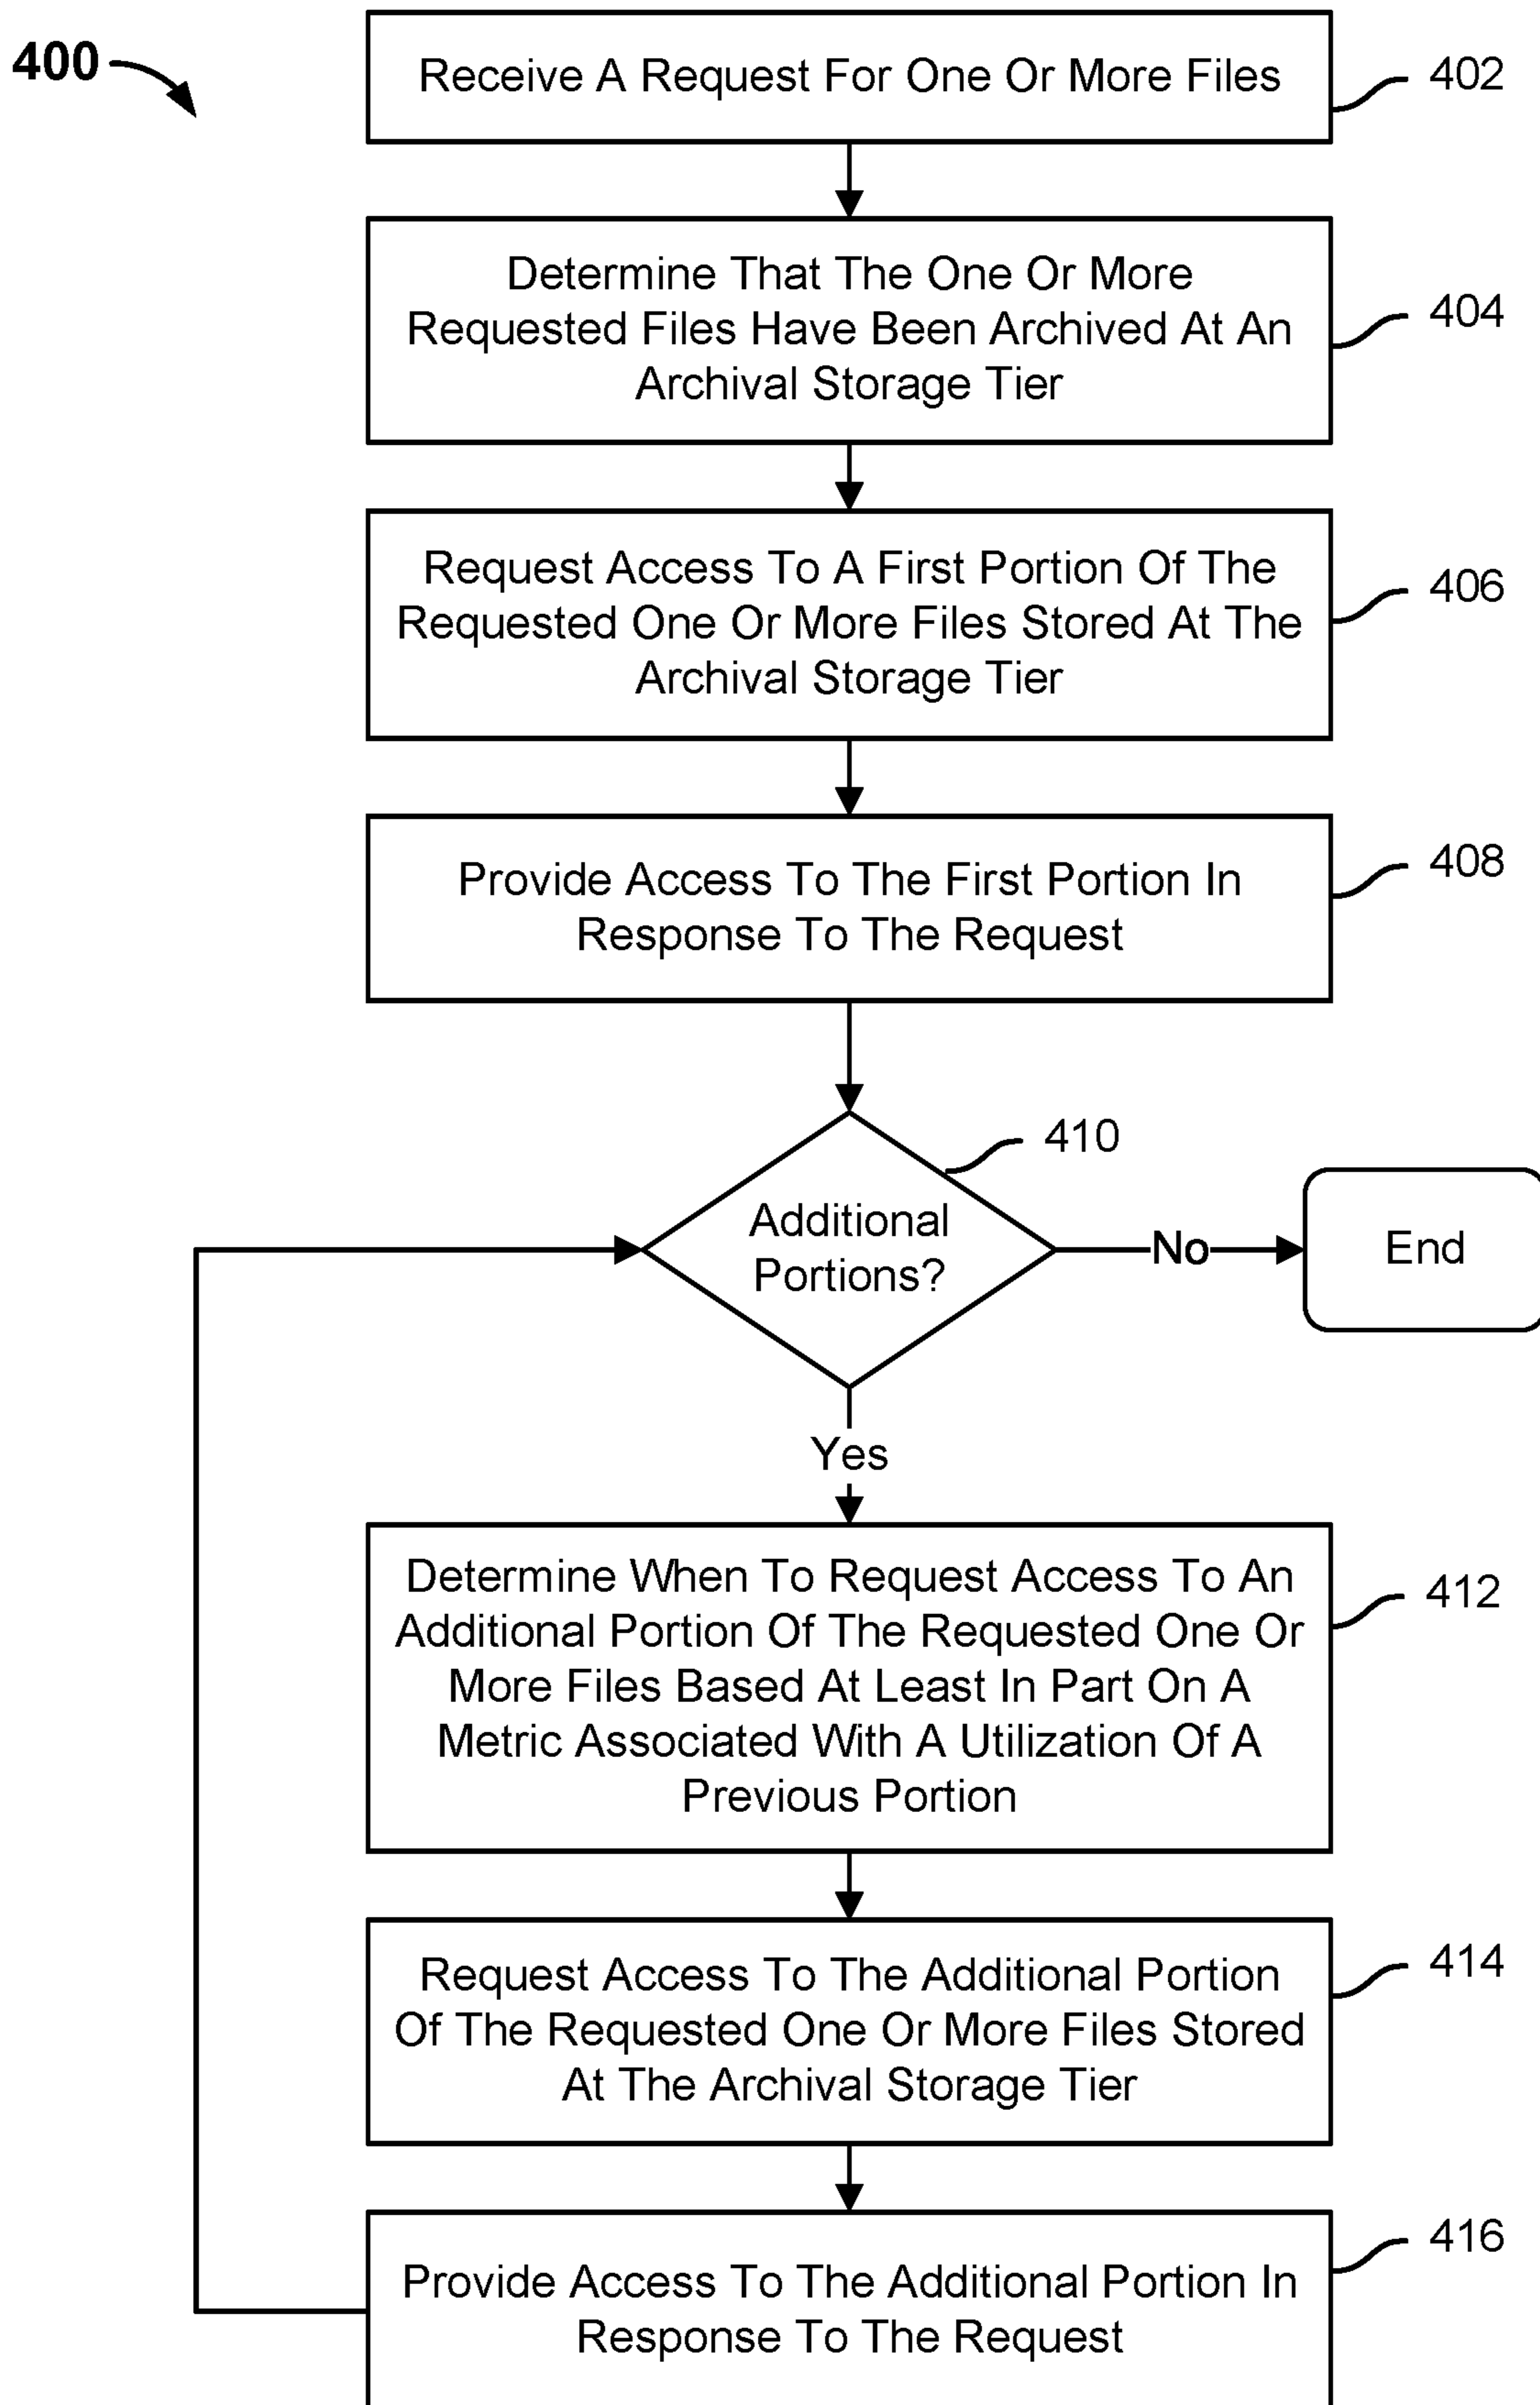 400
Receive A Request For One Or More Files
402
Determine That The One Or More
Requested Files Have Been Archived At An
Archival Storage Tier
404
Request Access To A First Portion Of The
Requested One Or More Files Stored At The
Archival Storage Tier
406
Provide Access To The First Portion In
Response To The Request
408
410
Additional
Portions?
No
End
Yes
Determine When To Request Access To An
Additional Portion Of The Requested One Or
More Files Based At Least In Part On A
Metric Associated With A Utilization Of A
Previous Portion
412
Request Access To The Additional Portion
Of The Requested One Or More Files Stored
At The Archival Storage Tier
414
Provide Access To The Additional Portion In
Response To The Request
416